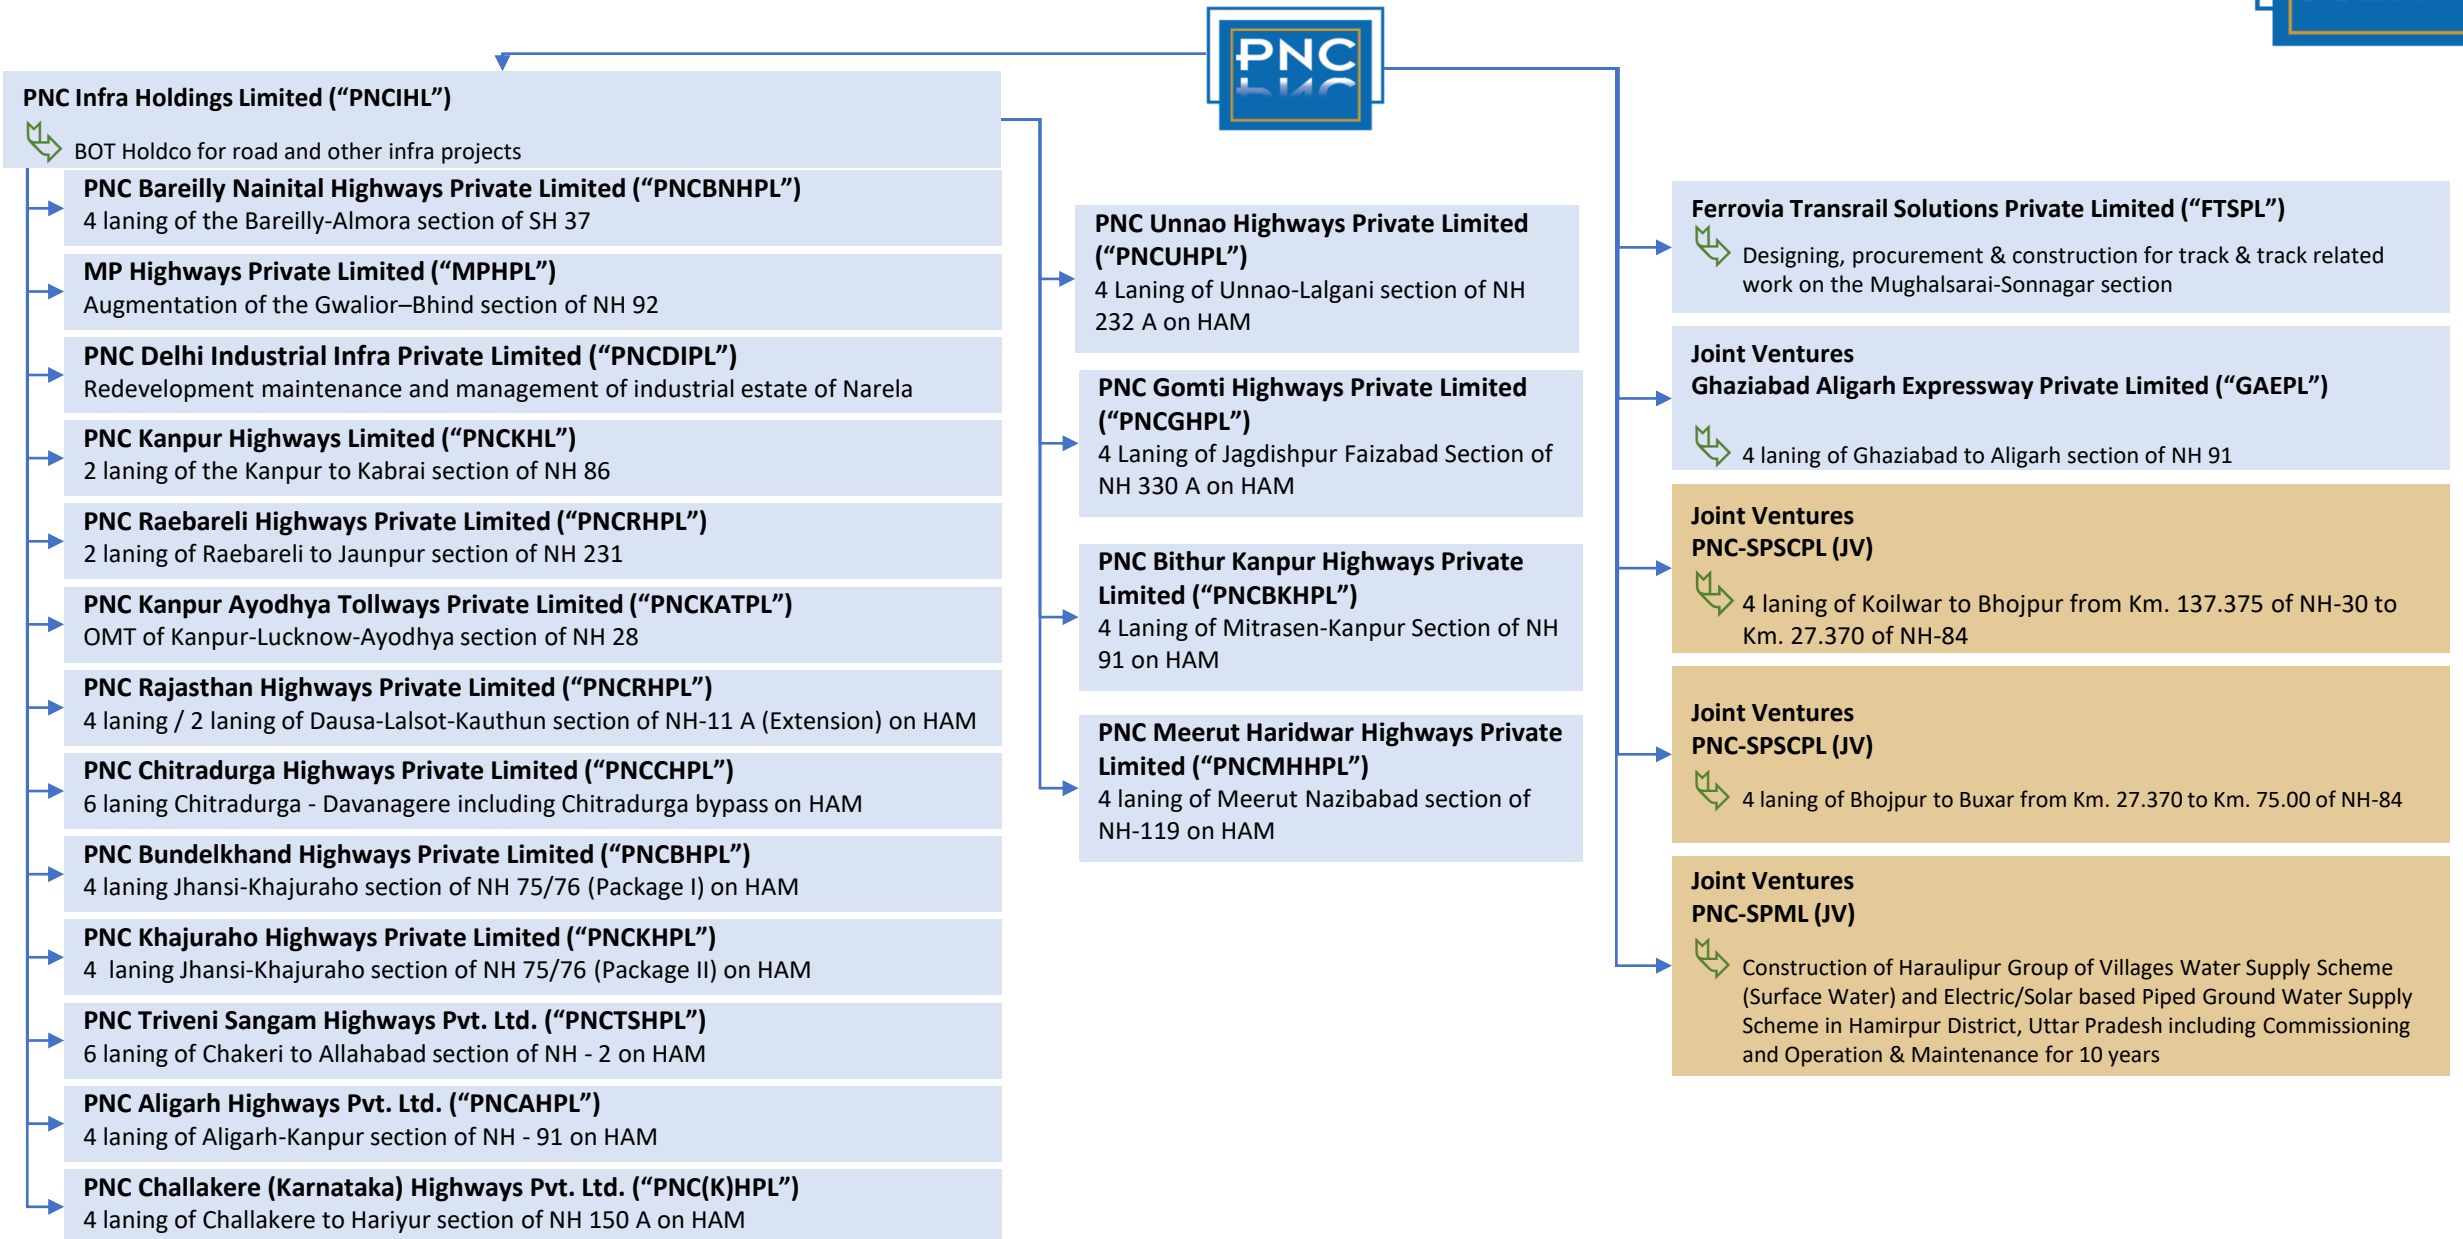 PNC
PNC Infra Holdings Limited (“PNCIHL”)
BOT Holdco for road and other infra projects
PNC Bareilly Nainital Highways Private Limited (“PNCBNHPL”)
4 laning of the Bareilly-Almora section of SH 37
MP Highways Private Limited (“MPHPL”)
Augmentation of the Gwalior–Bhind section of NH 92
PNC Delhi Industrial Infra Private Limited (“PNCDIPL”)
Redevelopment maintenance and management of industrial estate of Narela
PNC Kanpur Highways Limited (“PNCKHL”)
2 laning of the Kanpur to Kabrai section of NH 86
PNC Raebareli Highways Private Limited (“PNCRHPL”)
2 laning of Raebareli to Jaunpur section of NH 231
PNC Kanpur Ayodhya Tollways Private Limited (“PNCKATPL”)
OMT of Kanpur-Lucknow-Ayodhya section of NH 28
PNC Rajasthan Highways Private Limited (“PNCRHPL”)
4 laning / 2 laning of Dausa-Lalsot-Kauthun section of NH-11 A (Extension) on HAM
PNC Chitradurga Highways Private Limited (“PNCCHPL”)
6 laning Chitradurga - Davanagere including Chitradurga bypass on HAM
PNC Bundelkhand Highways Private Limited (“PNCBHPL”)
4 laning Jhansi-Khajuraho section of NH 75/76 (Package I) on HAM
PNC Khajuraho Highways Private Limited (“PNCKHPL”)
4 laning Jhansi-Khajuraho section of NH 75/76 (Package II) on HAM
PNC Triveni Sangam Highways Pvt. Ltd. (“PNCTSHPL”)
6 laning of Chakeri to Allahabad section of NH - 2 on HAM
PNC Aligarh Highways Pvt. Ltd. (“PNCAHPL”)
4 laning of Aligarh-Kanpur section of NH - 91 on HAM
PNC Challakere (Karnataka) Highways Pvt. Ltd. (“PNC(K)HPL”)
4 laning of Challakere to Hariyur section of NH 150 A on HAM
PNC Unnao Highways Private Limited
(“PNCUHPL”)
4 Laning of Unnao-Lalgani section of NH
232 A on HAM
PNC Gomti Highways Private Limited
(“PNCGHPL”)
4 Laning of Jagdishpur Faizabad Section of
NH 330 A on HAM
PNC Bithur Kanpur Highways Private
Limited (“PNCBKHPL”)
4 Laning of Mitrasen-Kanpur Section of NH
91 on HAM
PNC Meerut Haridwar Highways Private
Limited (“PNCMHHPL”)
4 laning of Meerut Nazibabad section of
NH-119 on HAM
Ferrovia Transrail Solutions Private Limited (“FTSPL”)
Designing, procurement & construction for track & track related
work on the Mughalsarai-Sonnagar section
Joint Ventures
Ghaziabad Aligarh Expressway Private Limited (“GAEPL”)
4 laning of Ghaziabad to Aligarh section of NH 91
Joint Ventures
PNC-SPSCPL (JV)
4 laning of Koilwar to Bhojpur from Km. 137.375 of NH-30 to
Km. 27.370 of NH-84
Joint Ventures
PNC-SPSCPL (JV)
4 laning of Bhojpur to Buxar from Km. 27.370 to Km. 75.00 of NH-84
Joint Ventures
PNC-SPML (JV)
Construction of Haraulipur Group of Villages Water Supply Scheme
(Surface Water) and Electric/Solar based Piped Ground Water Supply
Scheme in Hamirpur District, Uttar Pradesh including Commissioning
and Operation & Maintenance for 10 years